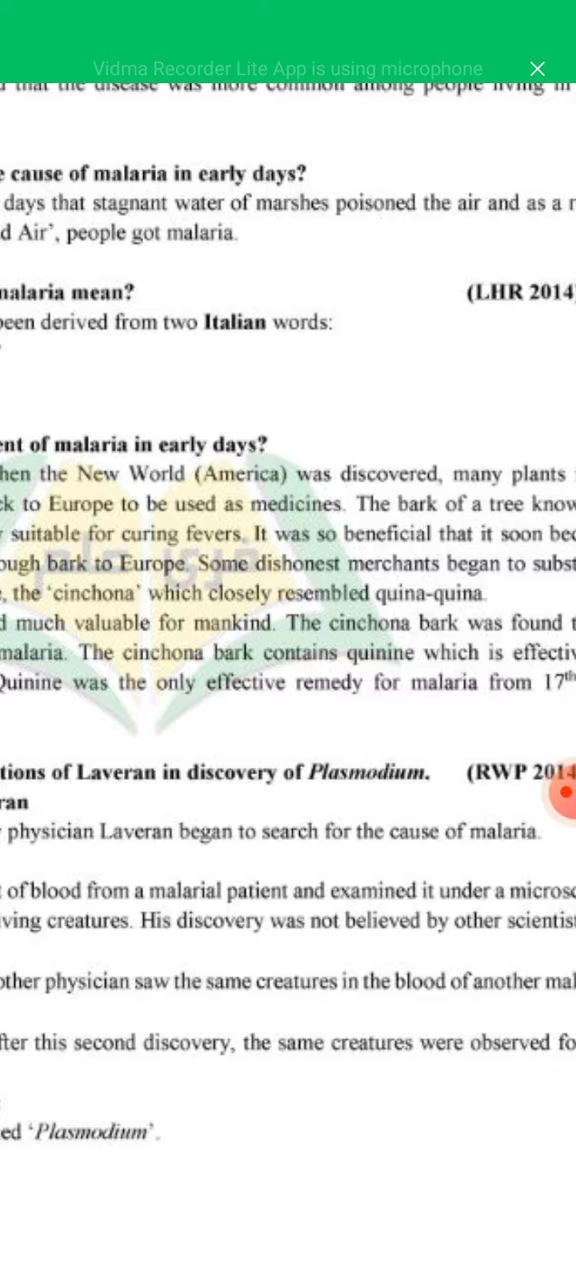 Vidma Recorder Lite App is using microphone
that the disease was more common among people living in
cause of malaria in early days?
days that stagnant water of marshes poisoned the air and as a
d Air’, people got malaria.
malaria mean? (LHR 2014)
been derived from two Italian words:
ent of malaria in early days?
hen the New World (America) was discovered, many plants
ck to Europe to be used as medicines. The bark of a tree know
suitable for curing fevers. It was so beneficial that it soon bec
ough bark to Europe. Some dishonest merchants began to subst
, the ‘cinchona’ which closely resembled quina-quina.
d much valuable for mankind. The cinchona bark was found t
malaria. The cinchona bark contains quinine which is effectiv
Quinine was the only effective remedy for malaria from 17th
tions of Laveran in discovery of Plasmodium. (RWP 2014
ran
physician Laveran began to search for the cause of malaria.
of blood from a malarial patient and examined it under a microsc
ving creatures. His discovery was not believed by other scientist
other physician saw the same creatures in the blood of another mal
fter this second discovery, the same creatures were observed fo
ed ‘Plasmodium’.